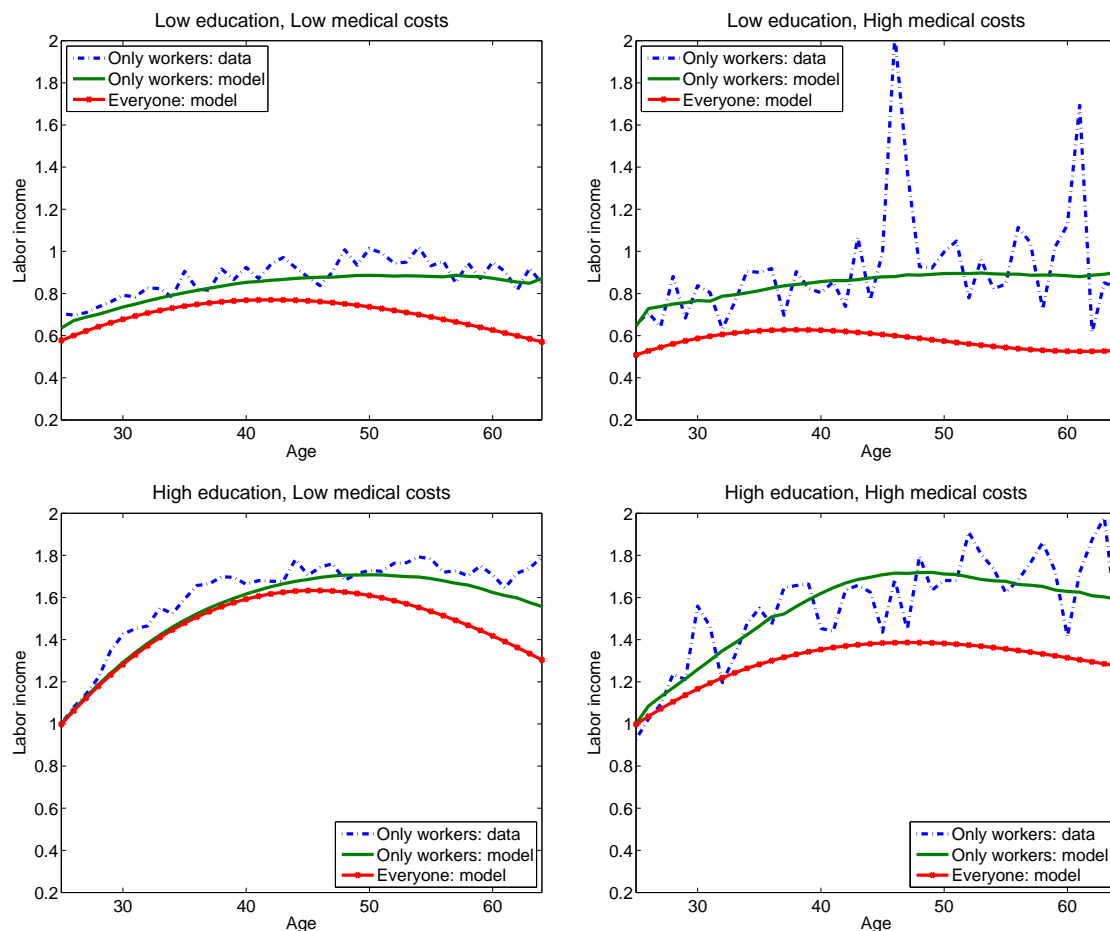 Low education, Low medical costs
2
1.8
1.6
1.4
1.2
1
0.8
0.6
0.4
0.2
Labor income
Only workers: data
Only workers: model
Everyone: model
30
40
50
60
Age
Low education, High medical costs
2
1.8
1.6
1.4
1.2
1
0.8
0.6
0.4
0.2
Labor income
Only workers: data
Only workers: model
Everyone: model
30
40
50
60
Age
High education, Low medical costs
2
1.8
1.6
1.4
1.2
1
0.8
0.6
0.4
0.2
Labor income
Only workers: data
Only workers: model
Everyone: model
30
40
50
60
Age
High education, High medical costs
2
1.8
1.6
1.4
1.2
1
0.8
0.6
0.4
0.2
Labor income
Only workers: data
Only workers: model
Everyone: model
30
40
50
60
Age